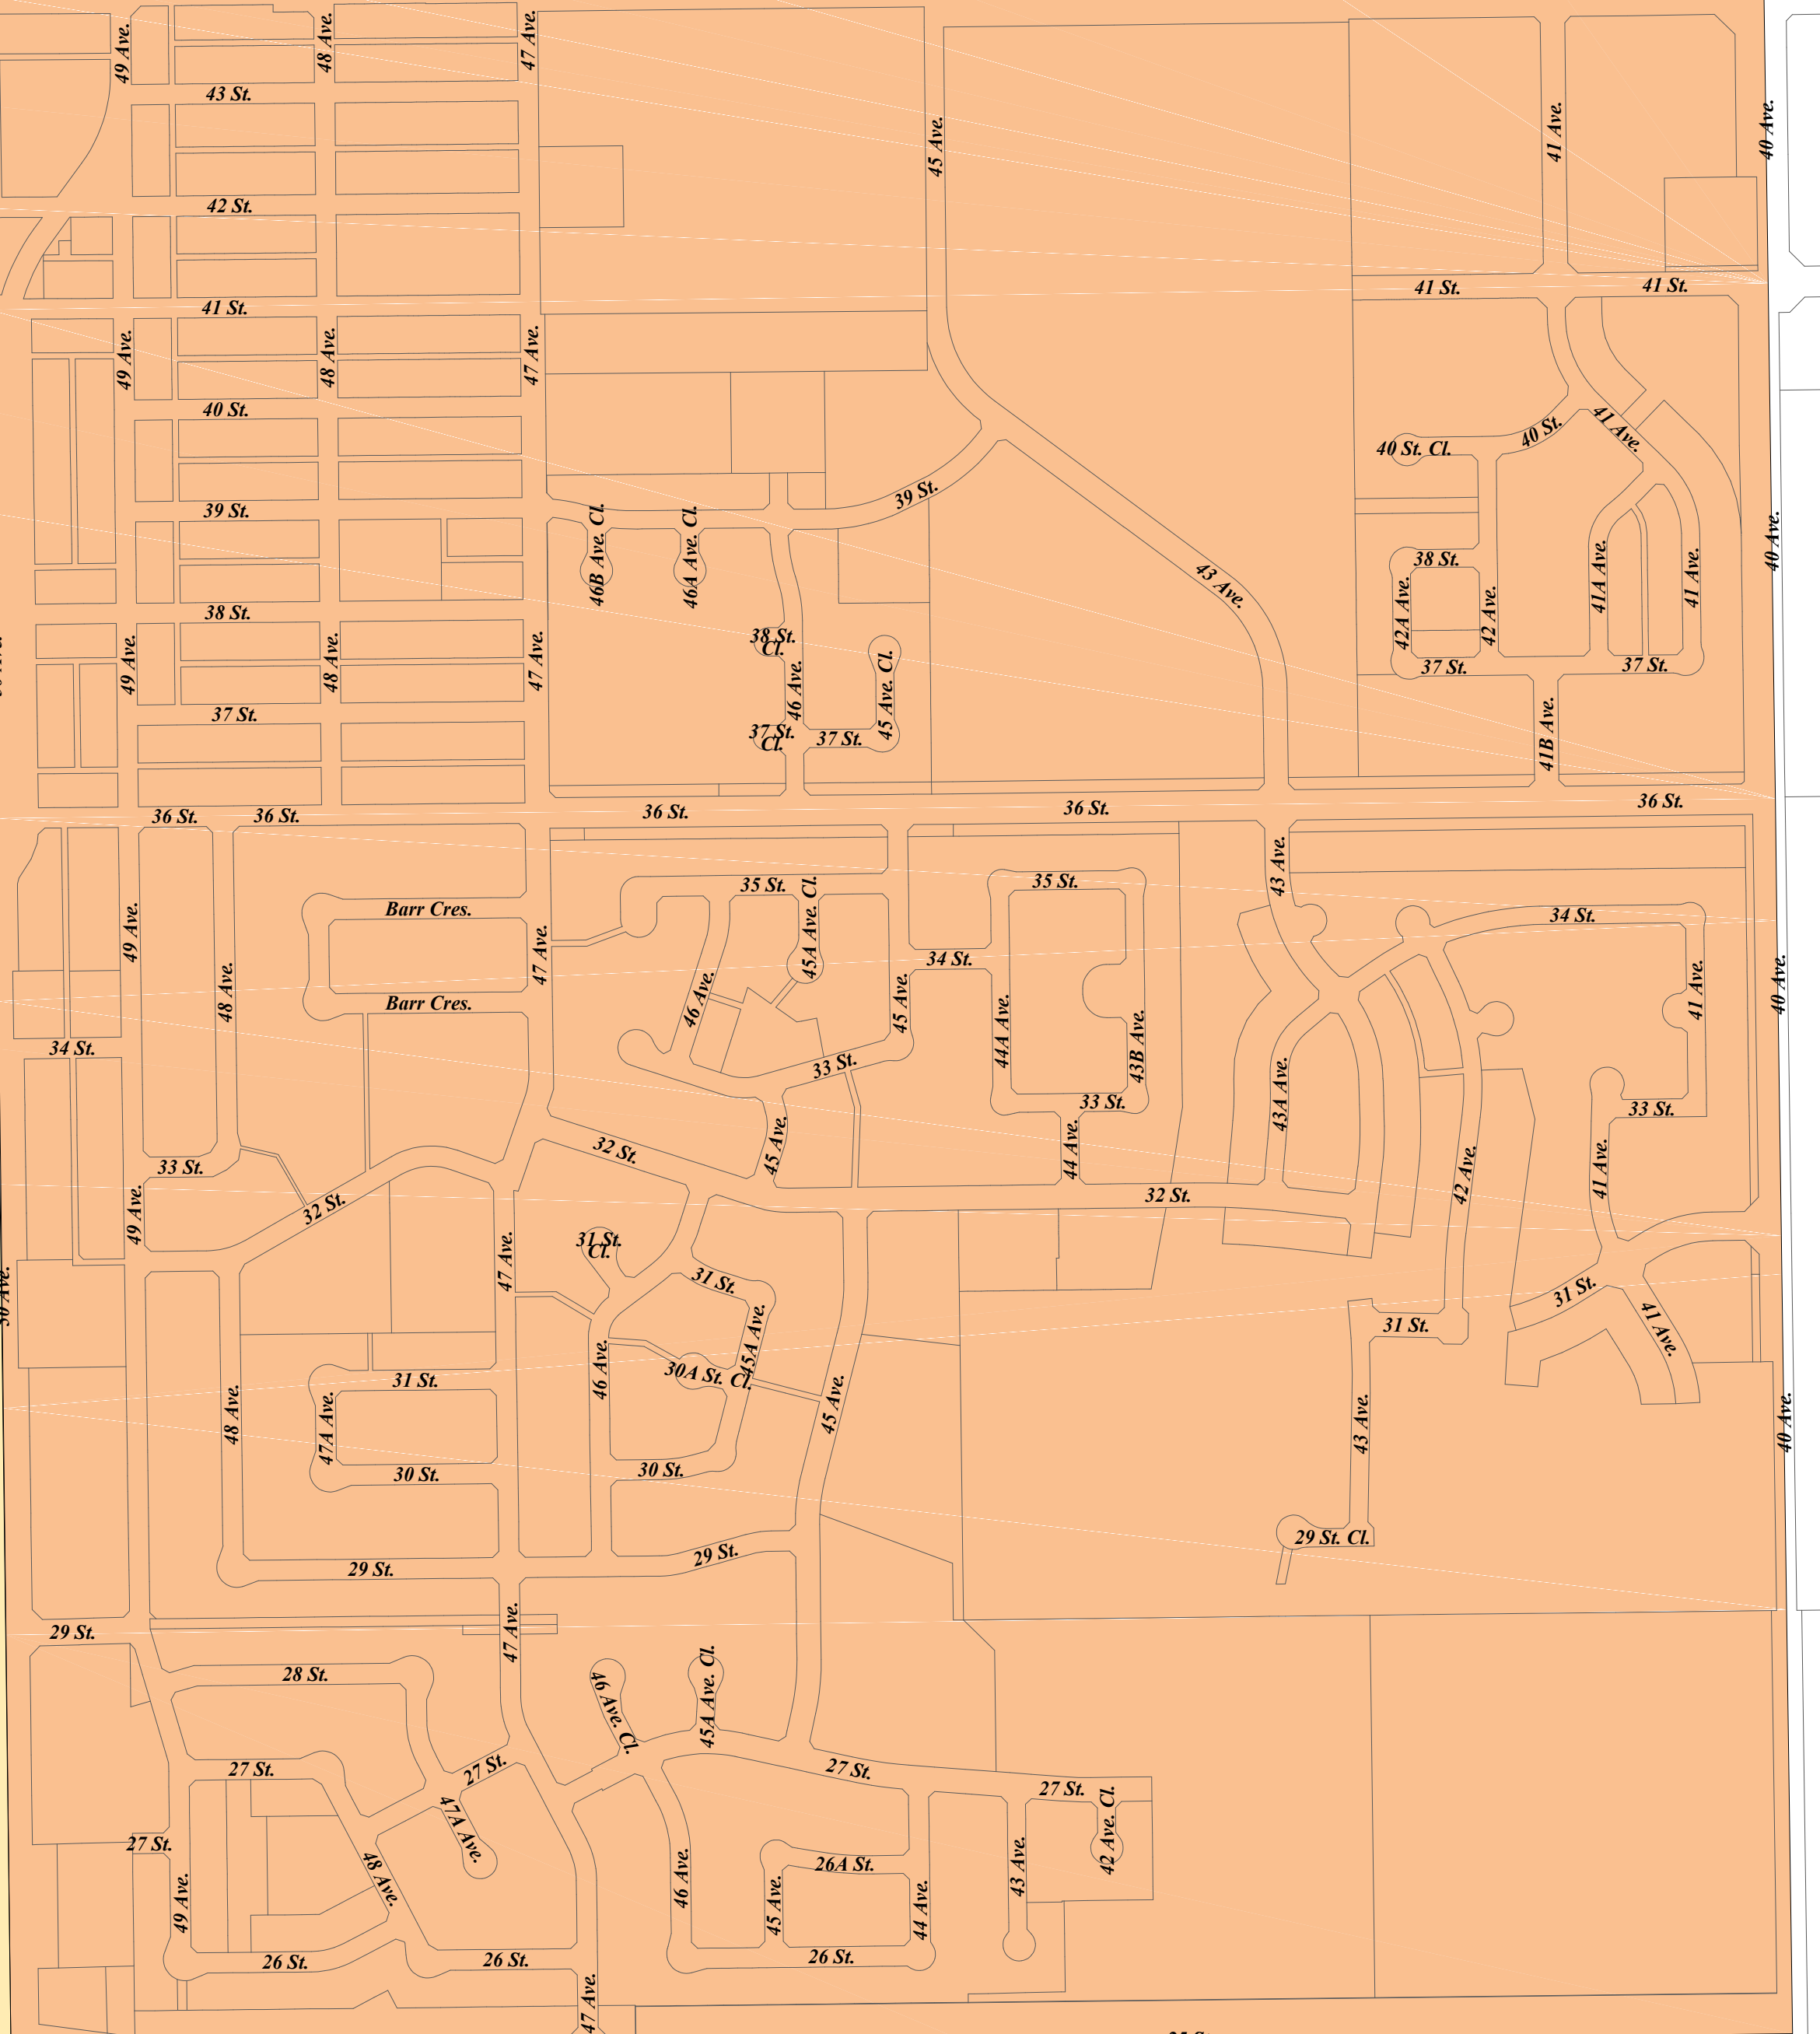 49 Ave.
48 Ave.
47 Ave.
43 St.
45 Ave.
41 Ave.
40 Ave.
42 St.
41 St.
41 St.
41 St.
49 Ave.
48 Ave.
47 Ave.
40 St.
41 Ave.
40 St.
40 St. Cl.
39 St.
39 St.
46B Ave. Cl.
46A Ave. Cl.
43 Ave.
38 St.
42A Ave.
42 Ave.
41A Ave.
41 Ave.
40 Ave.
38 St.
49 Ave.
48 Ave.
47 Ave.
38 St.
Cl.
46 Ave.
45 Ave. Cl.
37 St.
37 St.
37 St.
37 St.
Cl.
37 St.
41B Ave.
36 St.
36 St.
36 St.
36 St.
36 St.
43 Ave.
35 St.
35 St.
45A Ave. Cl.
Barr Cres.
34 St.
49 Ave.
48 Ave.
47 Ave.
34 St.
46 Ave.
45 Ave.
44A Ave.
43B Ave.
41 Ave.
40 Ave.
Barr Cres.
34 St.
33 St.
43A Ave.
33 St.
33 St.
45 Ave.
44 Ave.
32 St.
33 St.
42 Ave.
41 Ave.
49 Ave.
32 St.
32 St.
31 St.
Cl.
47 Ave.
31 St.
31 St.
41 Ave.
31 St.
45A Ave.
46 Ave.
30A St. Cl.
31 St.
48 Ave.
47A Ave.
45 Ave.
43 Ave.
40 Ave.
30 St.
30 St.
29 St. Cl.
29 St.
29 St.
29 St.
47 Ave.
28 St.
46 Ave. Cl.
45A Ave. Cl.
27 St.
27 St.
27 St.
27 St.
42 Ave. Cl.
47A Ave.
27 St.
48 Ave.
49 Ave.
46 Ave.
26A St.
45 Ave.
44 Ave.
43 Ave.
26 St.
26 St.
26 St.
47 Ave.